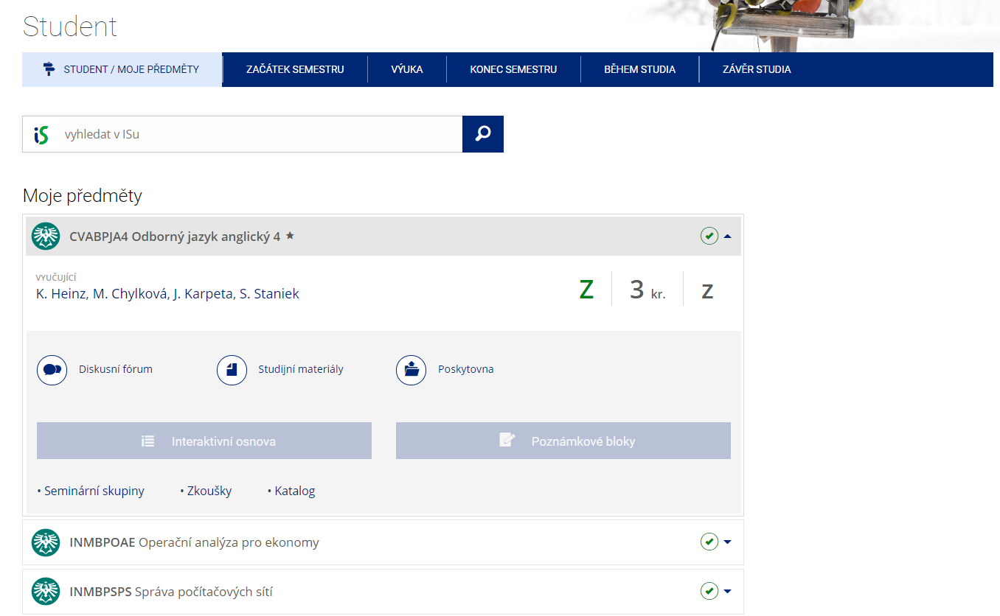 Student
STUDENT / MOJE PŘEDMĚTY
ZAČÁTEK SEMESTRU
VÝUKA
KONEC SEMESTRU
BĚHEM STUDIA
ZÁVĚR STUDIA
iS vyhledat v ISu
Moje předměty
CVABPJA4 Odborný jazyk anglický 4 ★
VYUČUJÍCÍ
K. Heinz, M. Chylková, J. Karpeta, S. Staniek
Z 3 kr. Z
Diskusní fórum Studijní materiály Poskytovna
Interaktivní osnova Poznámkové bloky
• Seminární skupiny • Zkoušky • Katalog
INMBPOAE Operační analýza pro ekonomy
INMBPSPS Správa počítačových sítí